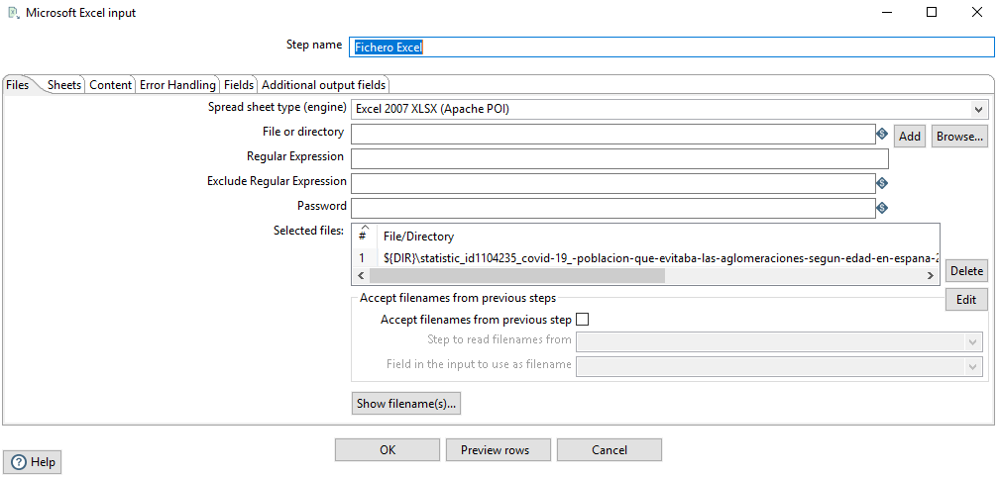 Microsoft Excel input
Step name Fichero Excel
Files Sheets Content Error Handling Fields Additional output fields
Spread sheet type (engine) Excel 2007 XLSX (Apache POI)
File or directory Add Browse...
Regular Expression
Exclude Regular Expression
Password
Selected files: # File/Directory
1 ${DIR}\statistic_id1104235_covid-19_-poblacion-que-evitaba-las-aglomeraciones-segun-edad-en-espana-2
Delete
Accept filenames from previous steps
Edit
Accept filenames from previous step
Step to read filenames from
Field in the input to use as filename
Show filename(s)...
OK Preview rows Cancel
Help